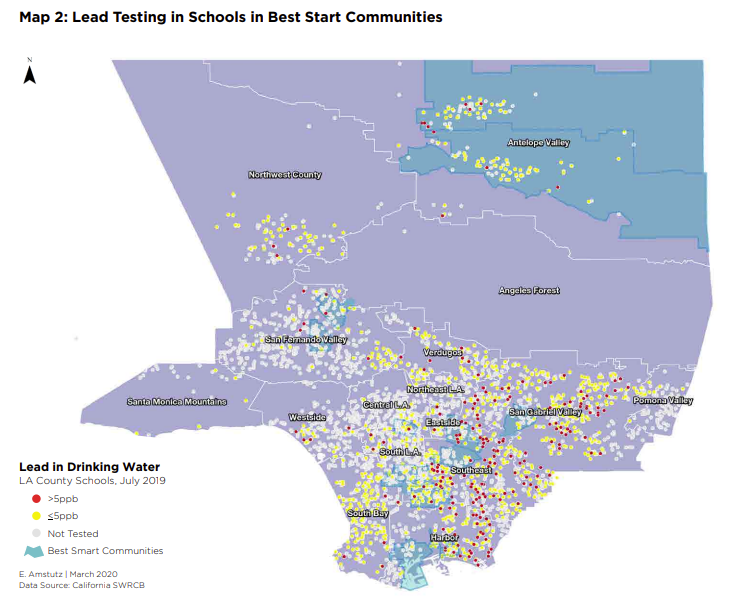 Map 2: Lead Testing in Schools in Best Start Communities
N
Antelope Valley
Northwest County
Angeles Forest
San Fernando Valley
Verdugos
Northeast L.A.
Santa Monica Mountains
Central L.A.
Pomona Valley
San Gabriel Valley
Westside
Eastside
South L.A.
Southeast
South Bay
Harbor
Lead in Drinking Water
LA County Schools, July 2019
>5ppb
≤5ppb
Not Tested
Best Smart Communities
E. Amstutz | March 2020
Data Source: California SWRCB